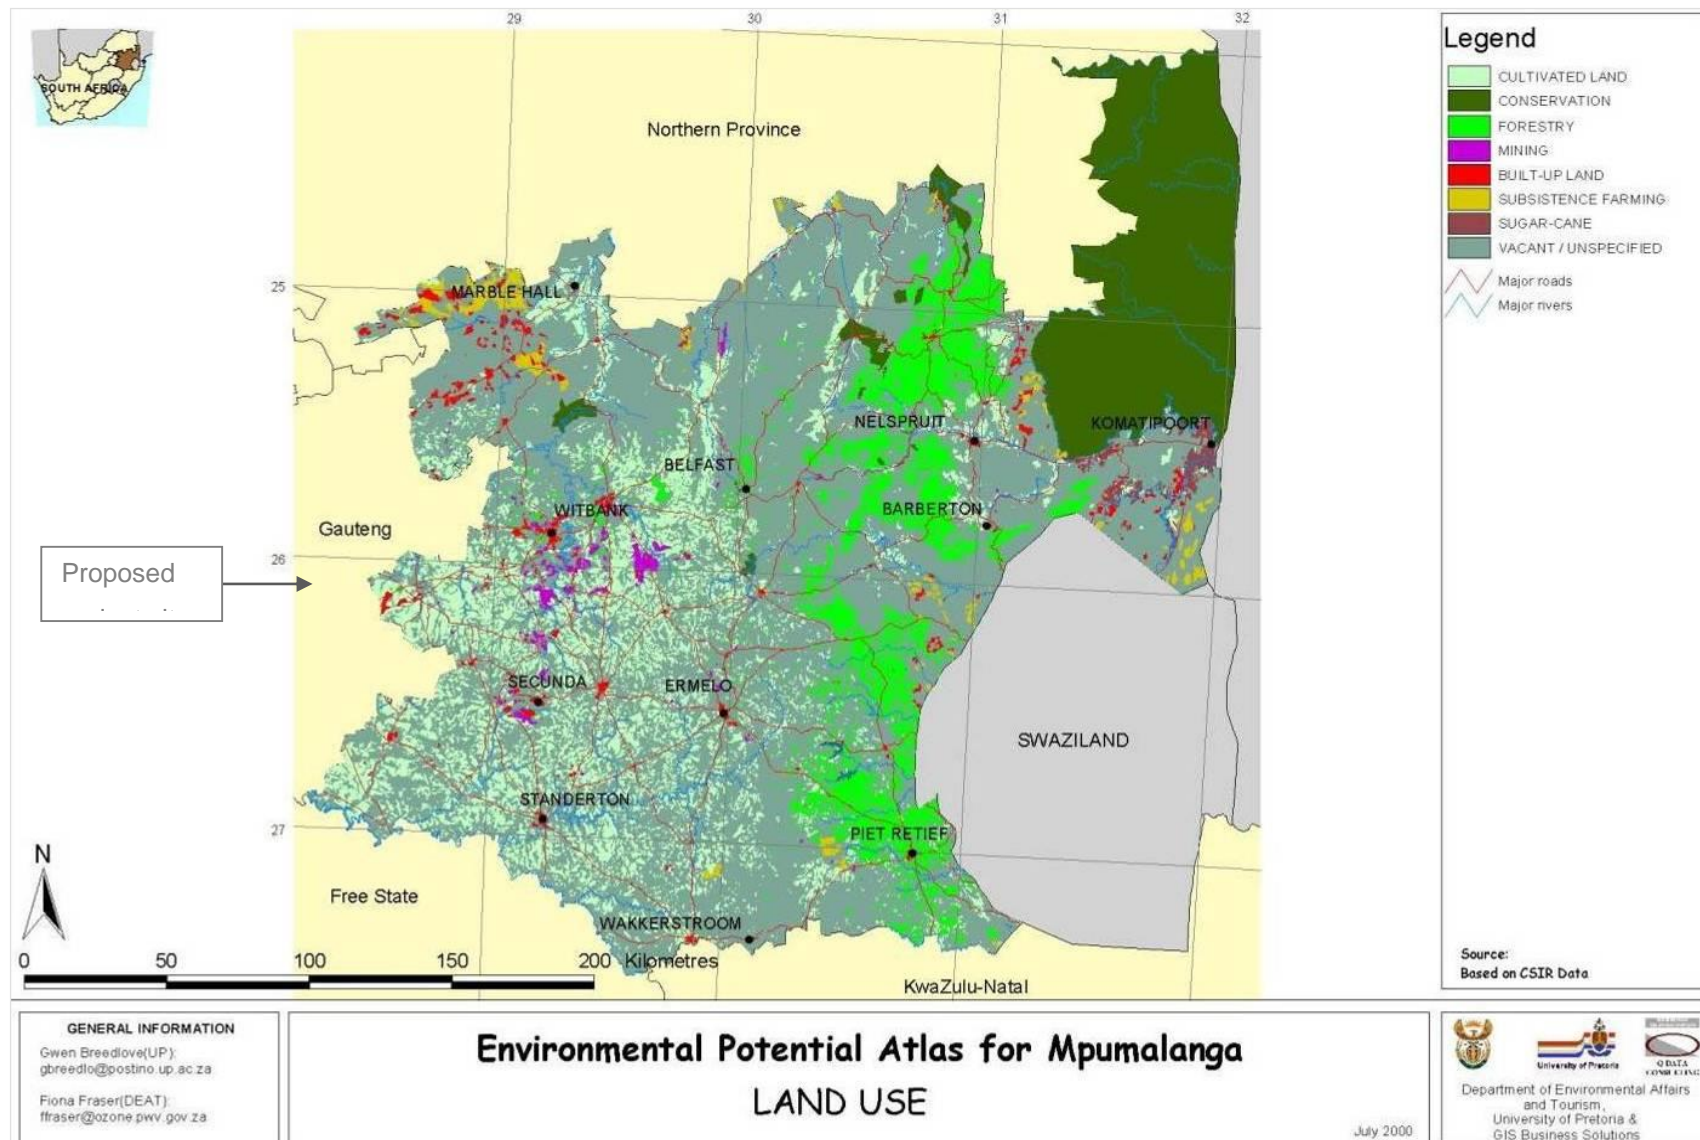 29
30
31
32
SOUTH AFRICA
Northern Province
25
MARBLE HALL
NELSPRUIT
KOMATIPOORT
BELFAST
WITBANK
BARBERTON
Gauteng
26
Proposed
SECUNDA
ERMELO
SWAZILAND
STANDERTON
27
PIET RETIEF
N
Free State
WAKKERSTROOM
0
50
100
150
200 Kilometres
KwaZulu-Natal
Legend
CULTIVATED LAND
CONSERVATION
FORESTRY
MINING
BUILT-UP LAND
SUBSISTENCE FARMING
SUGAR-CANE
VACANT / UNSPECIFIED
Major roads
Major rivers
Source:
Based on CSIR Data
GENERAL INFORMATION
Gwen Breedlove(UP):
gbreedlo@postino.up.ac.za
Fiona Fraser(DEAT):
ffraser@ozone.pwv.gov.za
Environmental Potential Atlas for Mpumalanga
LAND USE
July 2000
University of Pretoria
Q DATA
CONSULTING
Department of Environmental Affairs
and Tourism,
University of Pretoria &
GIS Business Solutions